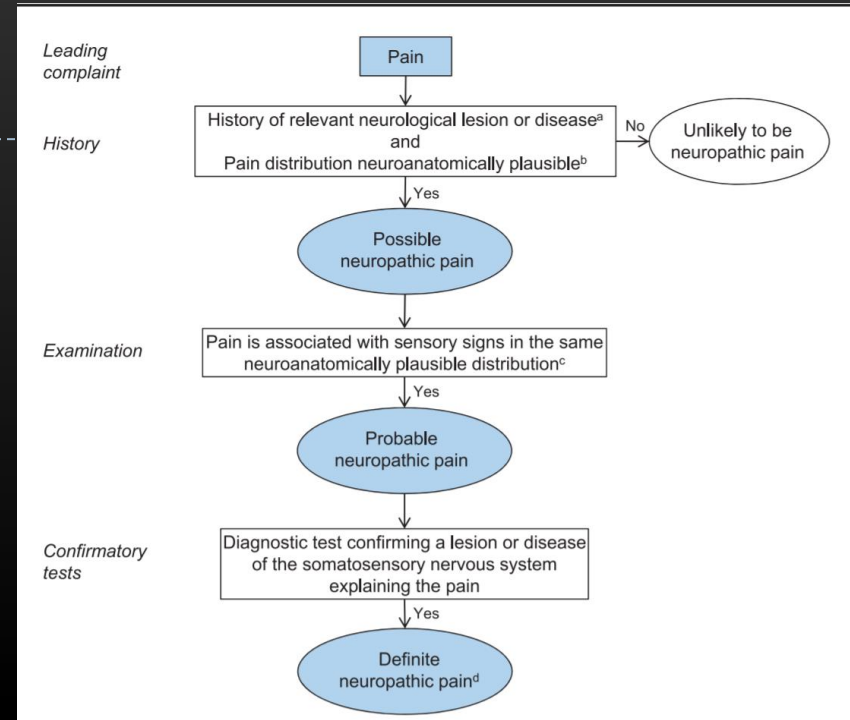 Leading
complaint
Pain
History
History of relevant neurological lesion or diseaseᵃ
and
Pain distribution neuroanatomically plausibleᵇ
No
Unlikely to be
neuropathic pain
Yes
Possible
neuropathic pain
Examination
Pain is associated with sensory signs in the same
neuroanatomically plausible distributionᶜ
Yes
Probable
neuropathic pain
Confirmatory
tests
Diagnostic test confirming a lesion or disease
of the somatosensory nervous system
explaining the pain
Yes
Definite
neuropathic painᵈ